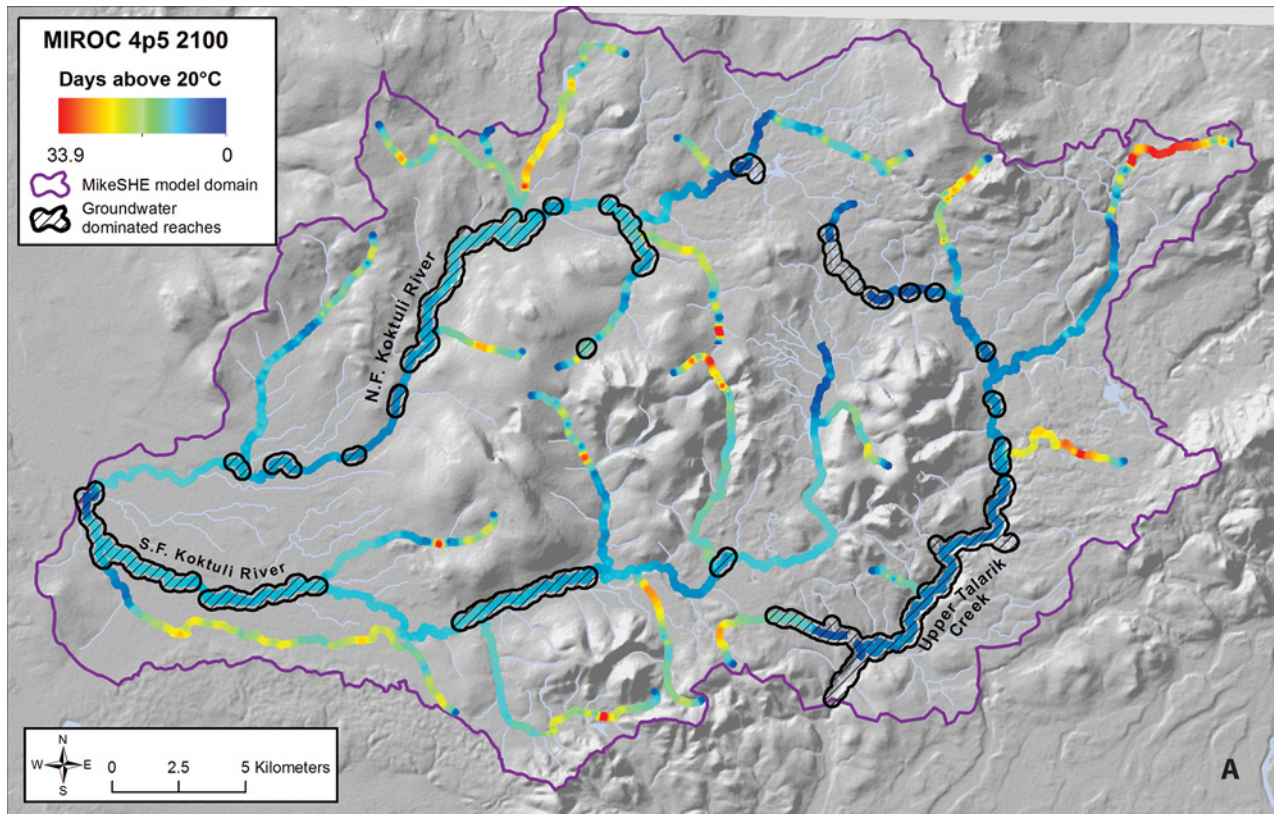 MIROC 4p5 2100
Days above 20°C
33.9 0
MikeSHE model domain
Groundwater
dominated reaches
N.F. Koktuli River
S.F. Koktuli River
Upper Talarik
Creek
N
W E
S
0 2.5 5 Kilometers
A